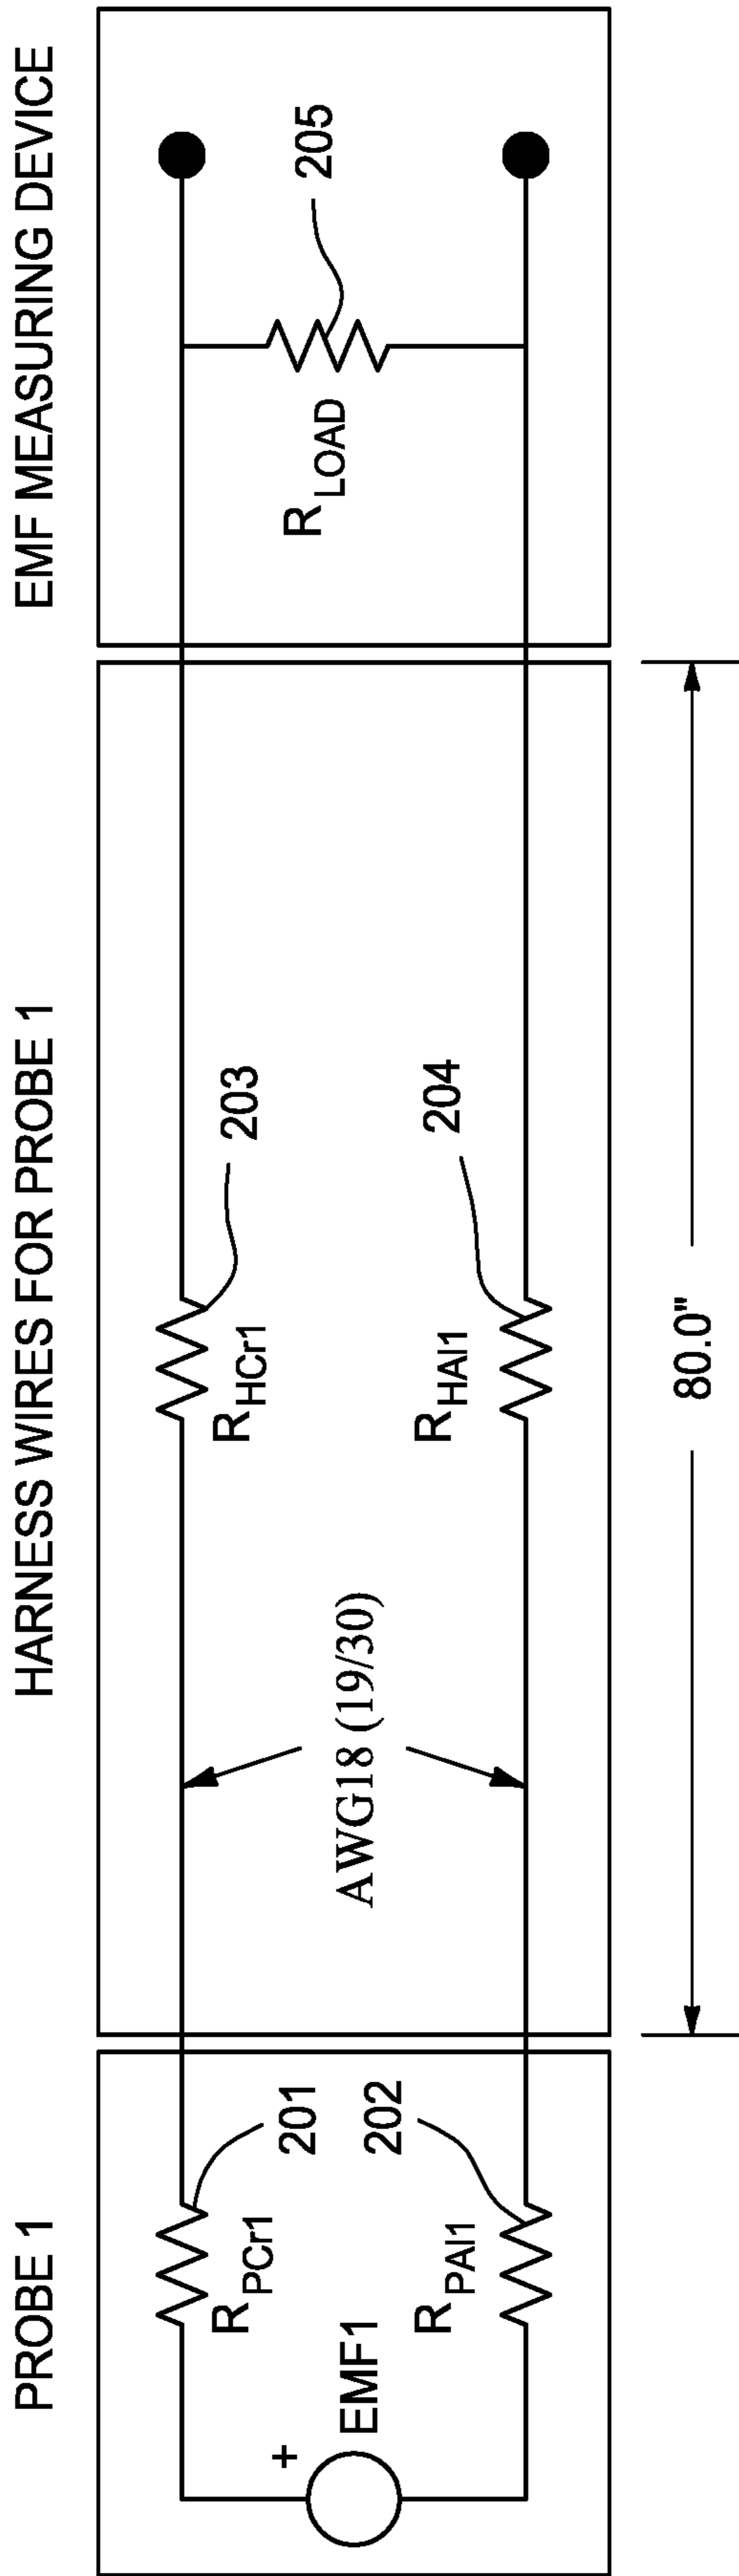 PROBE 1
HARNESS WIRES FOR PROBE 1
EMF MEASURING DEVICE
+
EMF1
R PCr1
201
R PAl1
202
AWG18 (19/30)
R HCr1
203
R HAl1
204
R LOAD
205
80.0"